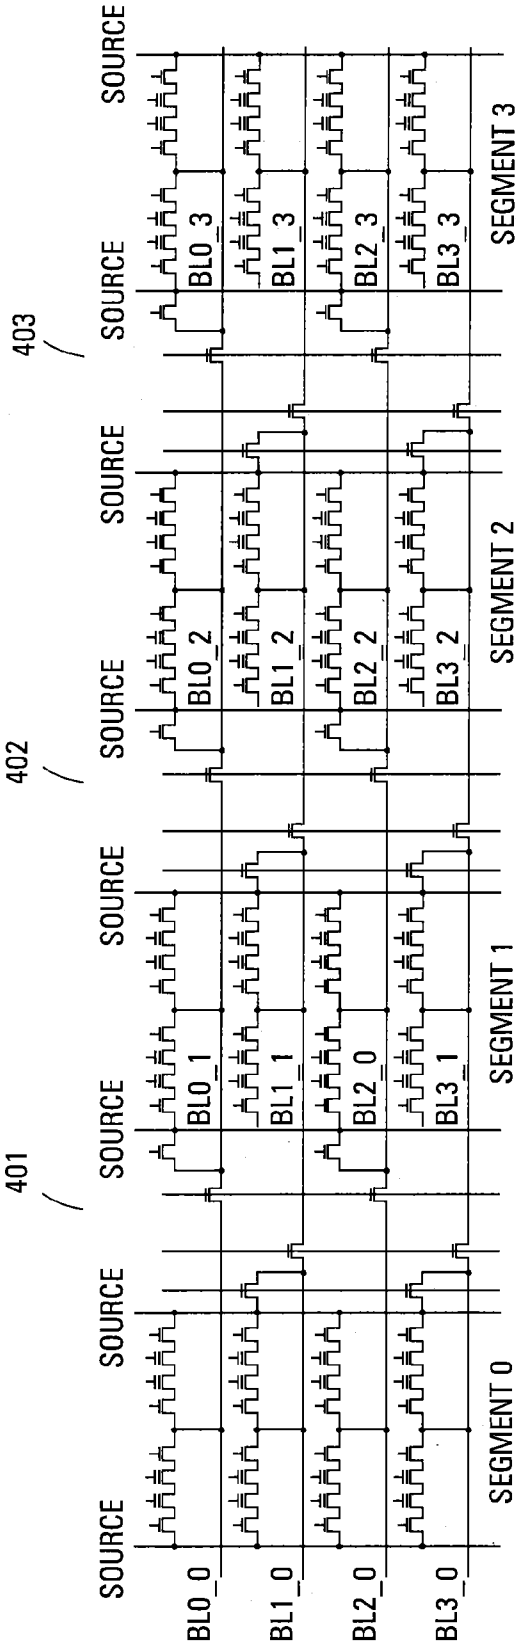 401 402 403
SOURCE SOURCE SOURCE SOURCE SOURCE SOURCE SOURCE SOURCE
BL0_0 BL0_1 BL0_2 BL0_3
BL1_0 BL1_1 BL1_2 BL1_3
BL2_0 BL2_0 BL2_2 BL2_3
BL3_0 BL3_1 BL3_2 BL3_3
SEGMENT 0 SEGMENT 1 SEGMENT 2 SEGMENT 3